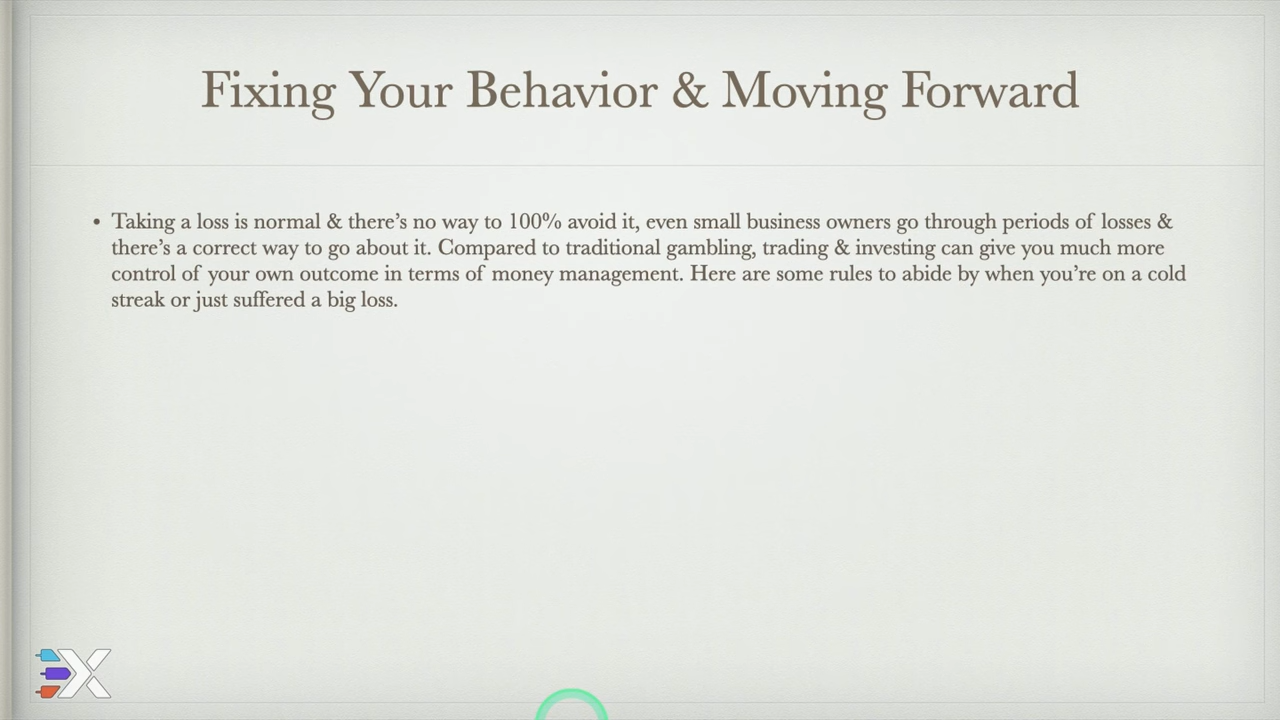 Fixing Your Behavior & Moving Forward
• Taking a loss is normal & there's no way to 100% avoid it, even small business owners go through periods of losses &
there's a correct way to go about it. Compared to traditional gambling, trading & investing can give you much more
control of your own outcome in terms of money management. Here are some rules to abide by when you're on a cold
streak or just suffered a big loss.
EX